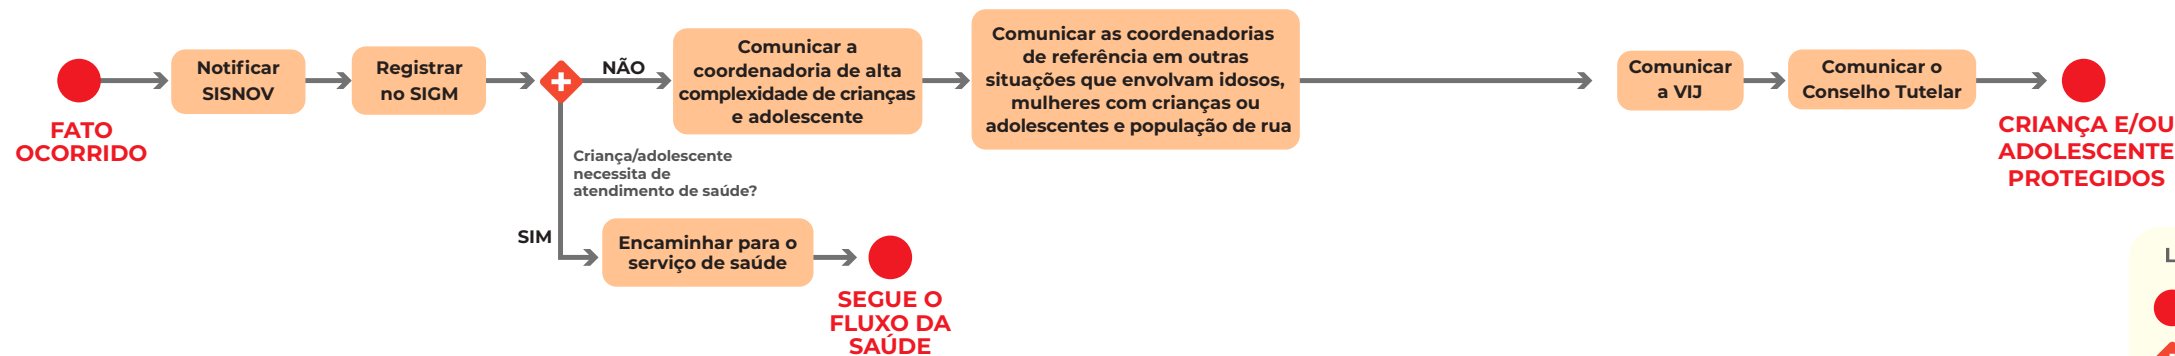 FATO
OCORRIDO
Notificar
SISNOV
Registrar
no SIGM
NÃO
Criança/adolescente
necessita de
atendimento de saúde?
SIM
Comunicar a
coordenadoria de alta
complexidade de crianças
e adolescente
Comunicar as coordenadorias
de referência em outras
situações que envolvam idosos,
mulheres com crianças ou
adolescentes e população de rua
Comunicar
a VIJ
Comunicar o
Conselho Tutelar
CRIANÇA E/OU
ADOLESCENTE
PROTEGIDOS
Encaminhar para o
serviço de saúde
SEGUE O
FLUXO DA
SAÚDE